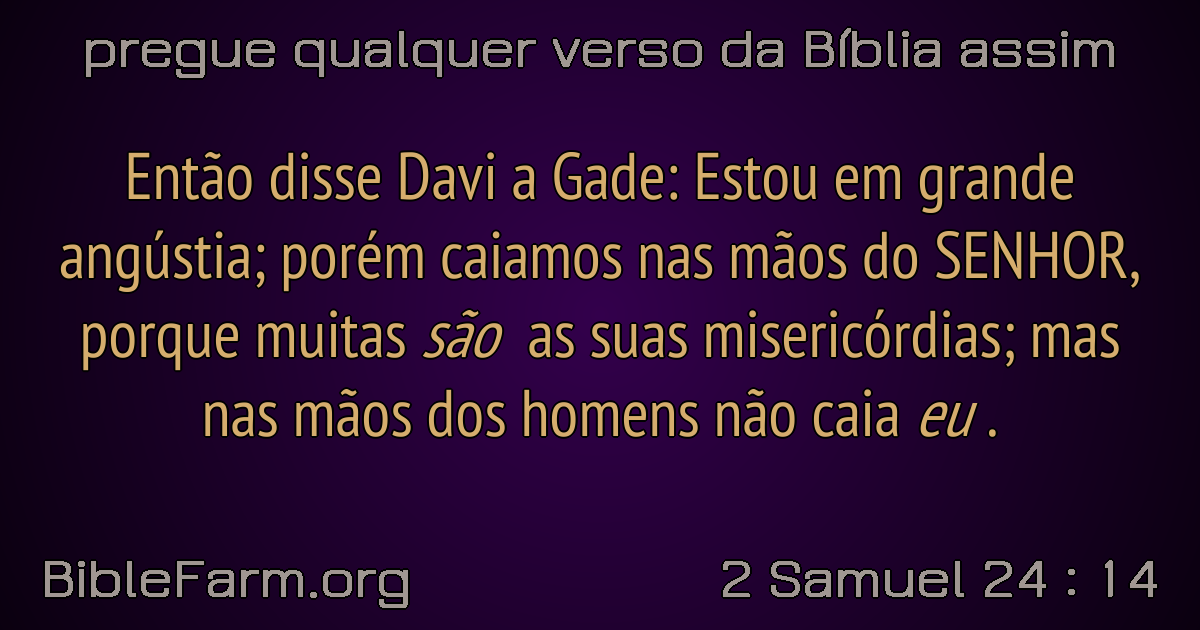 pregue qualquer verso da Bíblia assim
Então disse Davi a Gade: Estou em grande
angústia; porém caiamos nas mãos do SENHOR,
porque muitas são as suas misericórdias; mas
nas mãos dos homens não caia eu .
BibleFarm.org
2 Samuel 24 : 14